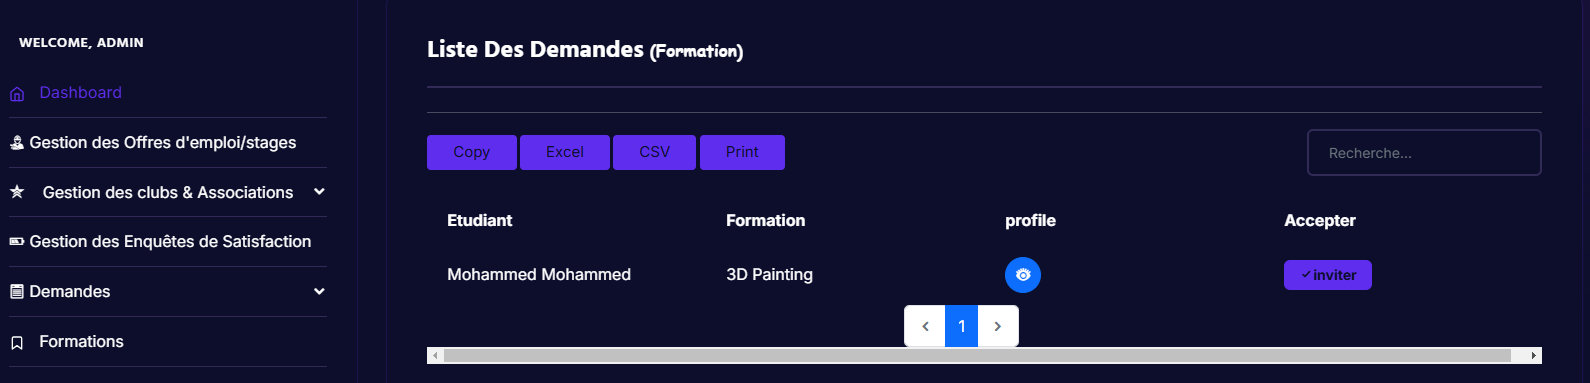 WELCOME, ADMIN
Dashboard
Gestion des Offres d'emploi/stages
Gestion des clubs & Associations
Gestion des Enquêtes de Satisfaction
Demandes
Formations
Liste Des Demandes (Formation)
Copy Excel CSV Print Recherche...
Etudiant Formation profile Accepter
Mohammed Mohammed 3D Painting inviter
1